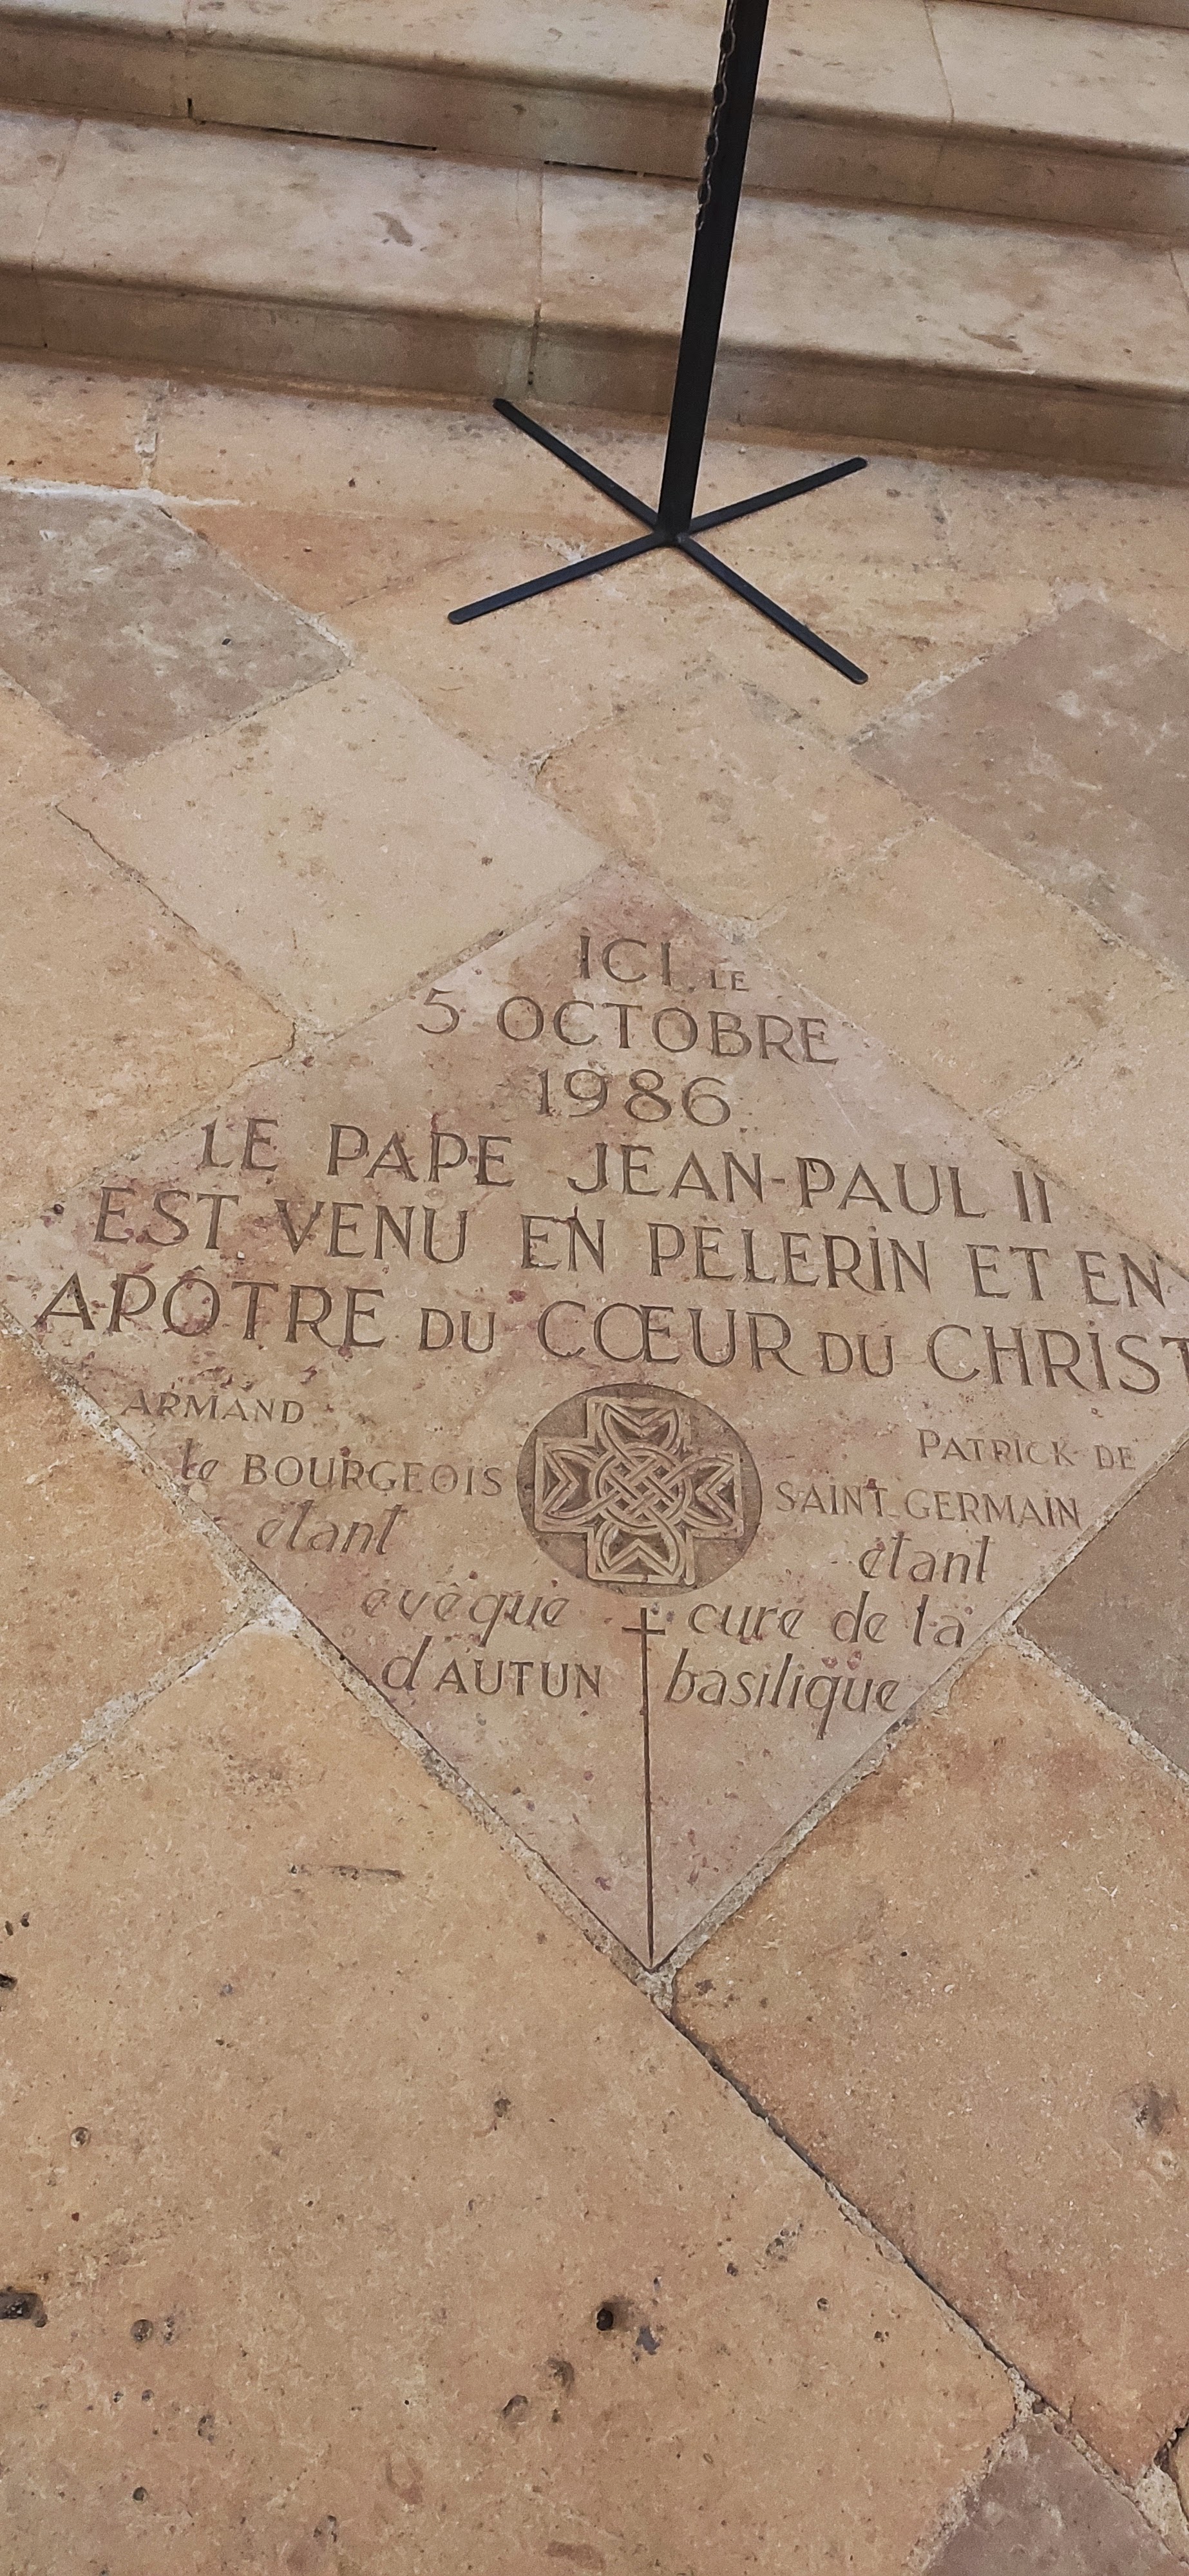 ICI LE
5 OCTOBRE
1986
LE PAPE JEAN-PAUL II
EST VENU EN PELERIN ET EN
APÔTRE DU CŒUR DU CHRIST
ARMAND
le BOURGEOIS
étant
évêque
d'AUTUN
PATRICK DE
SAINT-GERMAIN
étant
curé de la
basilique